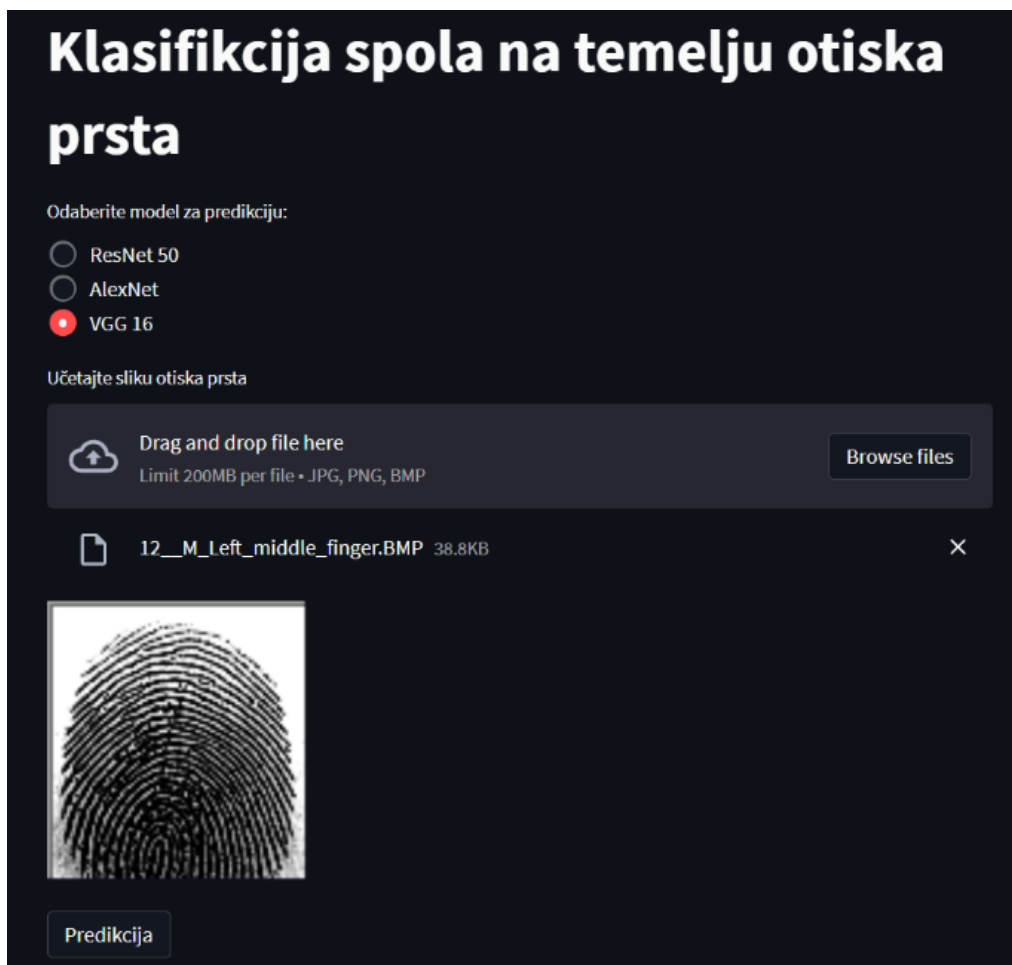 Klasifikcija spola na temelju otiska
prsta
Odaberite model za predikciju:
ResNet 50
AlexNet
VGG 16
Učetajte sliku otiska prsta
Drag and drop file here
Limit 200MB per file • JPG, PNG, BMP
Browse files
12__M_Left_middle_finger.BMP 38.8KB
Predikcija